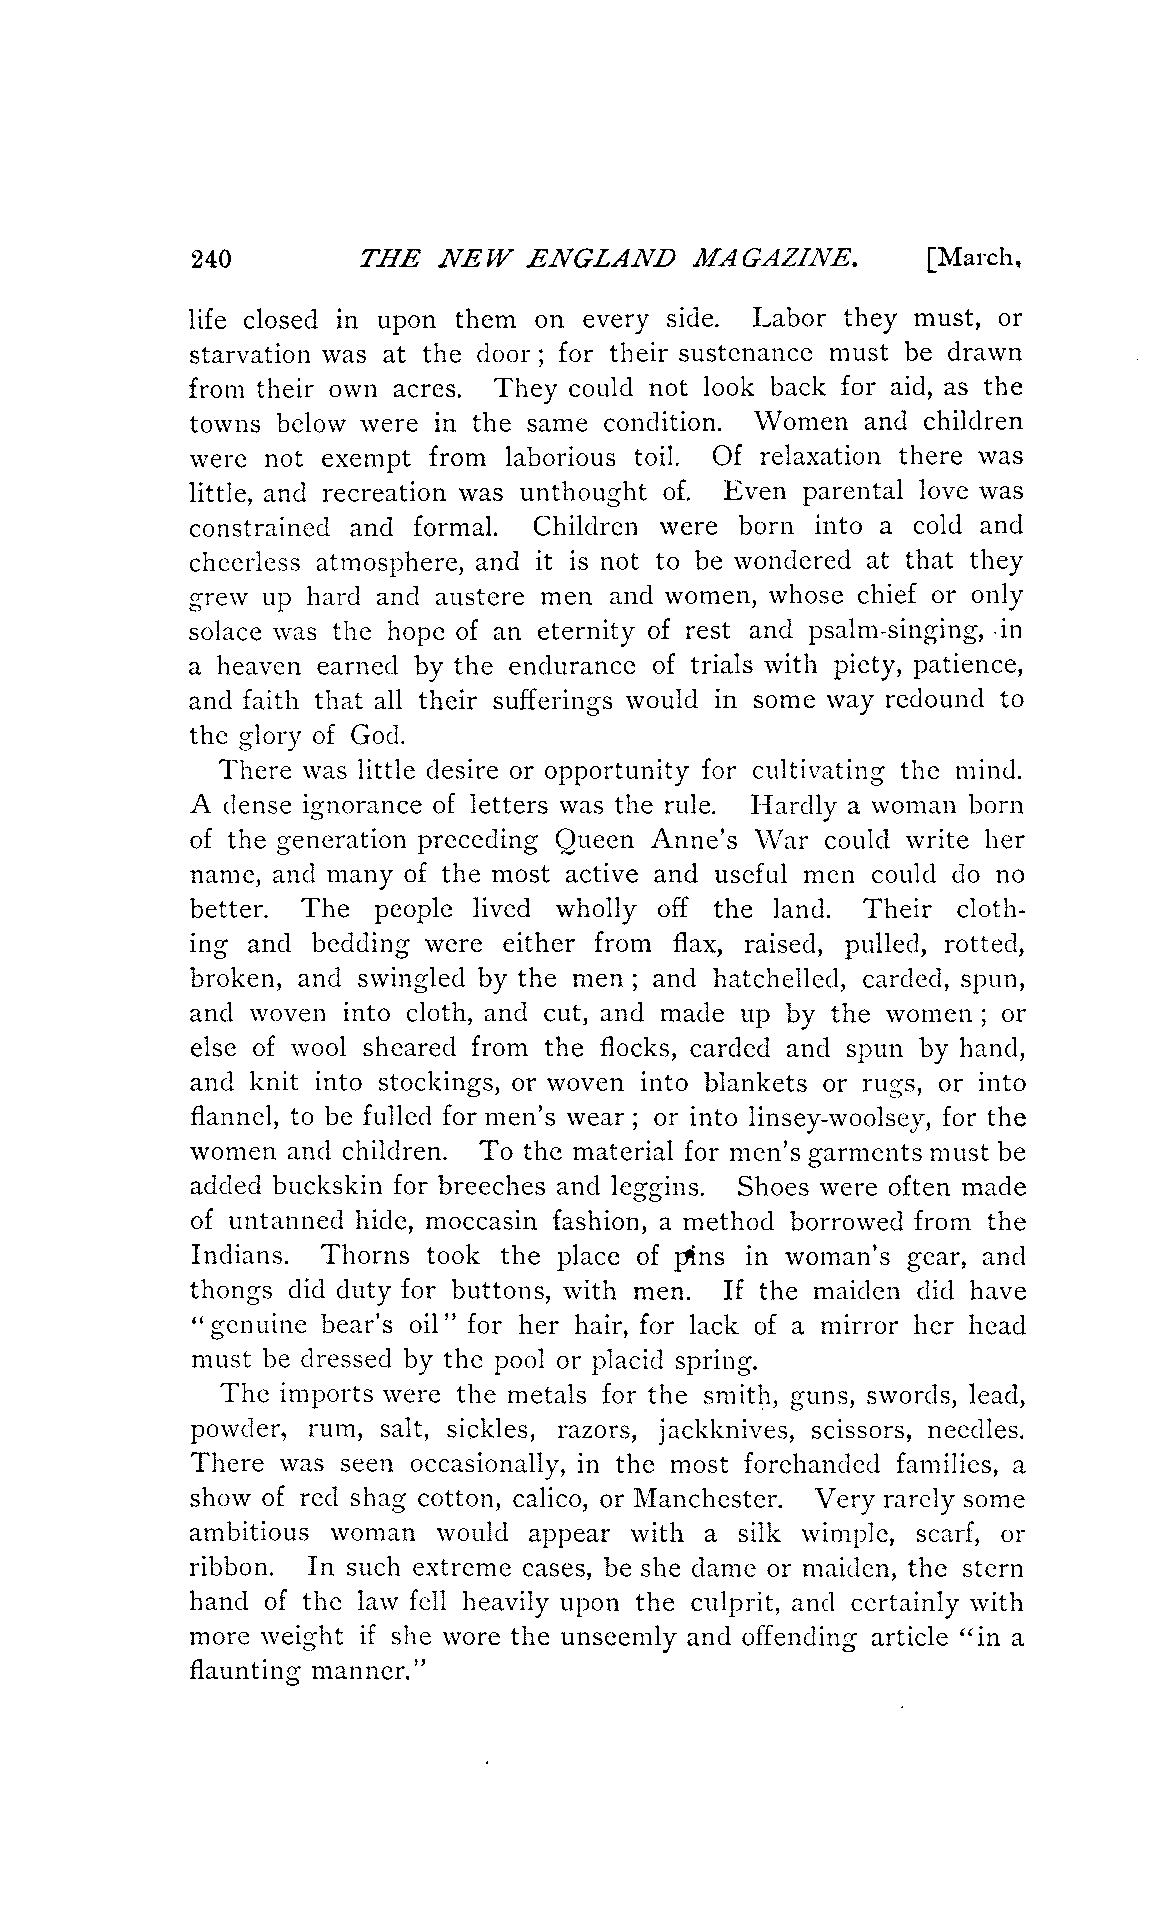 240 THE NEW ENGLAND MAGAZINE. [March,
life closed in upon them on every side. Labor they must, or
starvation was at the door; for their sustenance must be drawn
from their own acres. They could not look back for aid, as the
towns below were in the same condition. Women and children
were not exempt from laborious toil. Of relaxation there was
little, and recreation was unthought of. Even parental love was
constrained and formal. Children were born into a cold and
cheerless atmosphere, and it is not to be wondered at that they
grew up hard and austere men and women, whose chief or only
solace was the hope of an eternity of rest and psalm-singing, in
a heaven earned by the endurance of trials with piety, patience,
and faith that all their sufferings would in some way redound to
the glory of God.
There was little desire or opportunity for cultivating the mind.
A dense ignorance of letters was the rule. Hardly a woman born
of the generation preceding Queen Anne's War could write her
name, and many of the most active and useful men could do no
better. The people lived wholly off the land. Their cloth-
ing and bedding were either from flax, raised, pulled, rotted,
broken, and swingled by the men; and hatchelled, carded, spun,
and woven into cloth, and cut, and made up by the women; or
else of wool sheared from the flocks, carded and spun by hand,
and knit into stockings, or woven into blankets or rugs, or into
flannel, to be fulled for men's wear; or into linsey-woolsey, for the
women and children. To the material for men's garments must be
added buckskin for breeches and leggins. Shoes were often made
of untanned hide, moccasin fashion, a method borrowed from the
Indians. Thorns took the place of pins in woman's gear, and
thongs did duty for buttons, with men. If the maiden did have
"genuine bear's oil" for her hair, for lack of a mirror her head
must be dressed by the pool or placid spring.
The imports were the metals for the smith, guns, swords, lead,
powder, rum, salt, sickles, razors, jackknives, scissors, needles.
There was seen occasionally, in the most forehanded families, a
show of red shag cotton, calico, or Manchester. Very rarely some
ambitious woman would appear with a silk wimple, scarf, or
ribbon. In such extreme cases, be she dame or maiden, the stern
hand of the law fell heavily upon the culprit, and certainly with
more weight if she wore the unseemly and offending article "in a
flaunting manner."